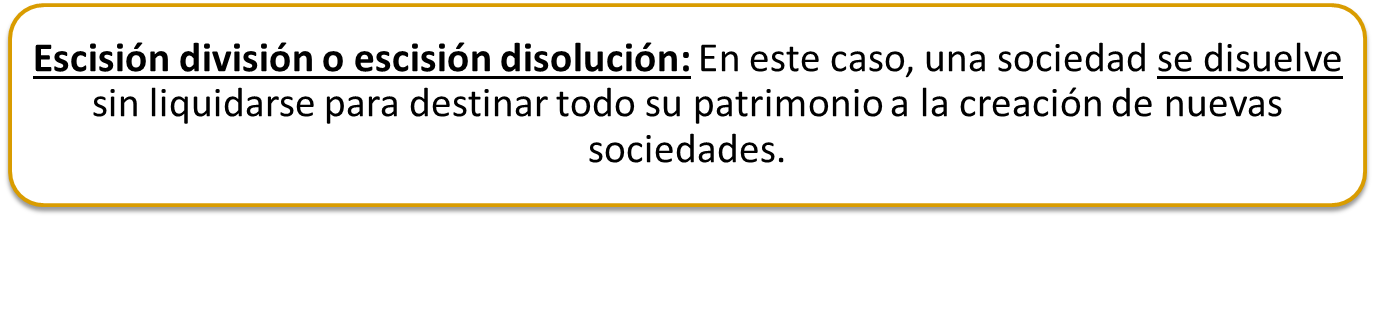 Escisión división o escisión disolución: En este caso, una sociedad se disuelve
sin liquidarse para destinar todo su patrimonio a la creación de nuevas
sociedades.